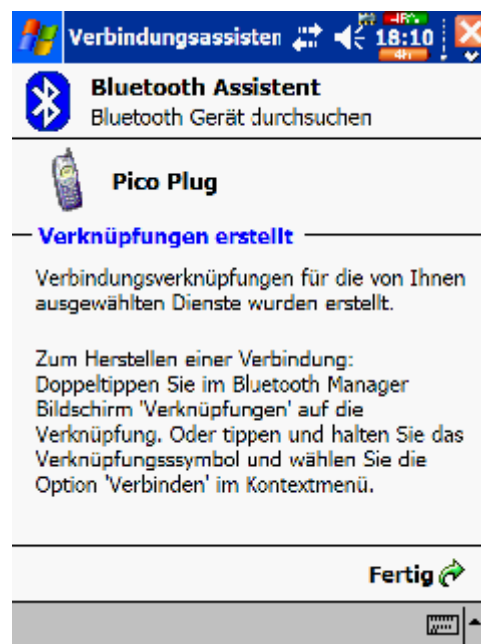 Verbindungsassisten
18:10
4h
Bluetooth Assistent
Bluetooth Gerät durchsuchen
Pico Plug
Verknüpfungen erstellt
Verbindungsverknüpfungen für die von Ihnen
ausgewählten Dienste wurden erstellt.
Zum Herstellen einer Verbindung:
Doppeltippen Sie im Bluetooth Manager
Bildschirm 'Verknüpfungen' auf die
Verknüpfung. Oder tippen und halten Sie das
Verknüpfungsssymbol und wählen Sie die
Option 'Verbinden' im Kontextmenü.
Fertig